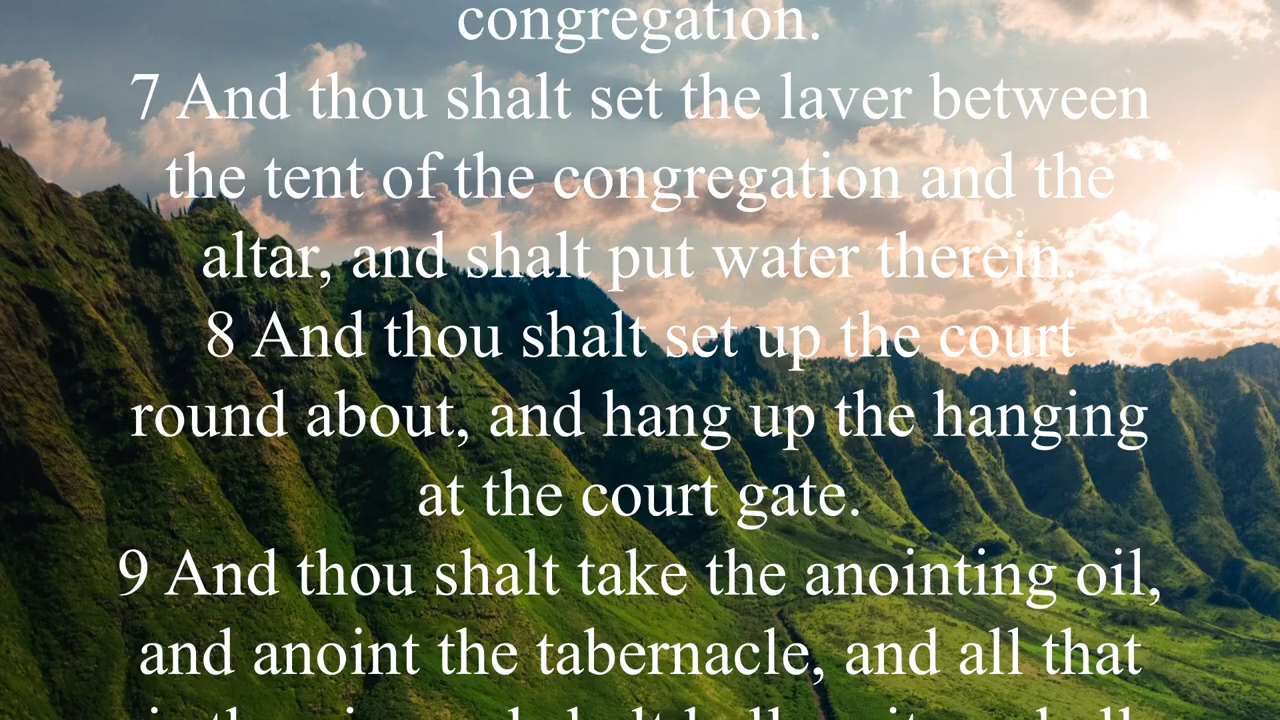 congregation.
7 And thou shalt set the laver between
the tent of the congregation and the
altar, and shalt put water therein.
8 And thou shalt set up the court
round about, and hang up the hanging
at the court gate.
9 And thou shalt take the anointing oil,
and anoint the tabernacle, and all that